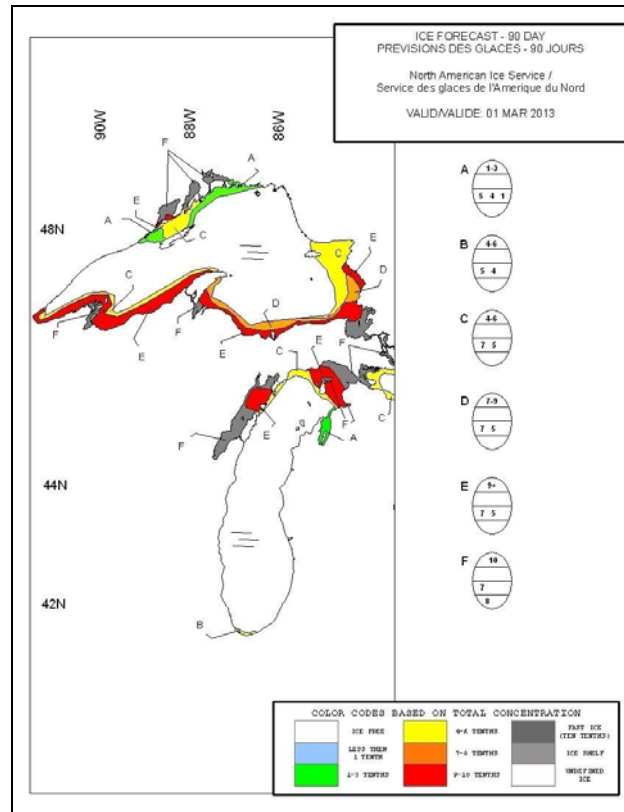 ICE FORECAST - 90 DAY
PREVISIONS DES GLACES - 90 JOURS
North American Ice Service /
Service des glaces de l'Amerique du Nord
VALID/VALIDE: 01 MAR 2013
90W 88W 86W
F
A
E
A
48N
C
C
E
D
C
F
F
D
E
E
C
E
F
C
F
E
F
A
44N
42N
B
A
1-3
5 4 1
B
4-6
5 4
C
4-6
7 5
D
7-9
7 5
E
9+
7 5
F
10
7
8
COLOR CODES BASED ON TOTAL CONCENTRATION
ICE FREE
LESS THEN
1 TENTH
1-3 TENTHS
4-6 TENTHS
TENTHS
9-10 TENTHS
FAST ICE
(TEN TENTHS)
ICE SHELF
UNDEFINED
ICE